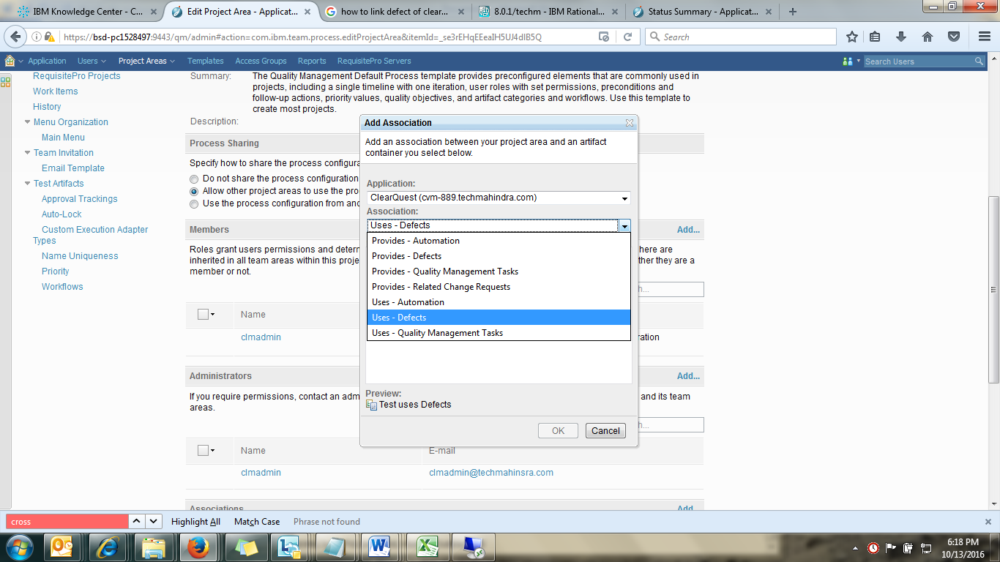 IBM Knowledge Center - C...
Edit Project Area - Applicat...
how to link defect of clear...
8.0.1/techm - IBM Rational...
Status Summary - Applicat...
https://bsd-pc1528497:9443/qm/admin#action=com.ibm.team.process.editProjectArea&itemId=_se3rEHqEEeaIH5UJ4dlB5Q
Search
Application Users Project Areas Templates Access Groups Reports RequisitePro Servers
Search Users
RequisitePro Projects
Work Items
History
Menu Organization
Main Menu
Team Invitation
Email Template
Test Artifacts
Approval Trackings
Auto-Lock
Custom Execution Adapter
Types
Name Uniqueness
Priority
Workflows
Summary: The Quality Management Default Process template provides preconfigured elements that are commonly used in
projects, including a single timeline with one iteration, user roles with set permissions, preconditions and
follow-up actions, priority values, quality objectives, and artifact categories and workflows. Use this template to
create most projects.
Description:
Process Sharing
Specify how to share the process configura
Do not share the process configuration
Allow other project areas to use the pro
Use the process configuration from ano
Members
Add...
Roles grant users permissions and deterr
here are
inherited in all team areas within this proje
ther they are a
member or not.
h...
Name
clmadmin
ration
Administrators
Add...
If you require permissions, contact an adm
and its team
areas.
h...
Name
E-mail
clmadmin
clmadmin@techmahinsra.com
Associations
Add...
Add Association
Add an association between your project area and an artifact
container you select below.
Application:
ClearQuest (cvm-889.techmahindra.com)
Association:
Uses - Defects
Provides - Automation
Provides - Defects
Provides - Quality Management Tasks
Provides - Related Change Requests
Uses - Automation
Uses - Defects
Uses - Quality Management Tasks
Preview:
Test uses Defects
OK
Cancel
cross
Highlight All
Match Case
Phrase not found
6:18 PM
10/13/2016